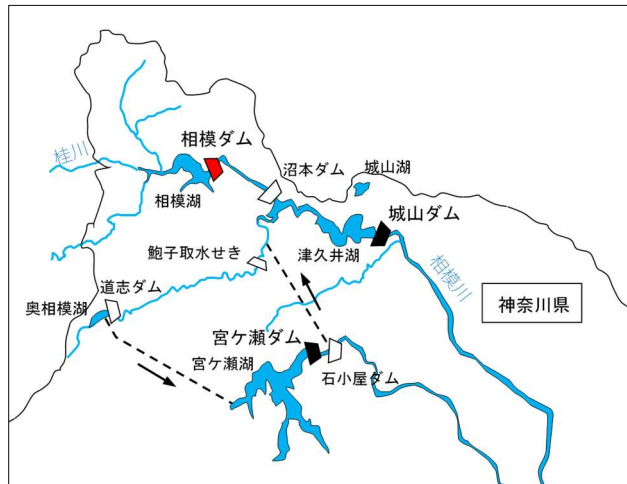 桂川
相模ダム
沼本ダム
城山湖
相模湖
城山ダム
鮑子取水せき
津久井湖
相模川
道志ダム
奥相模湖
神奈川県
宮ケ瀬ダム
宮ケ瀬湖
石小屋ダム